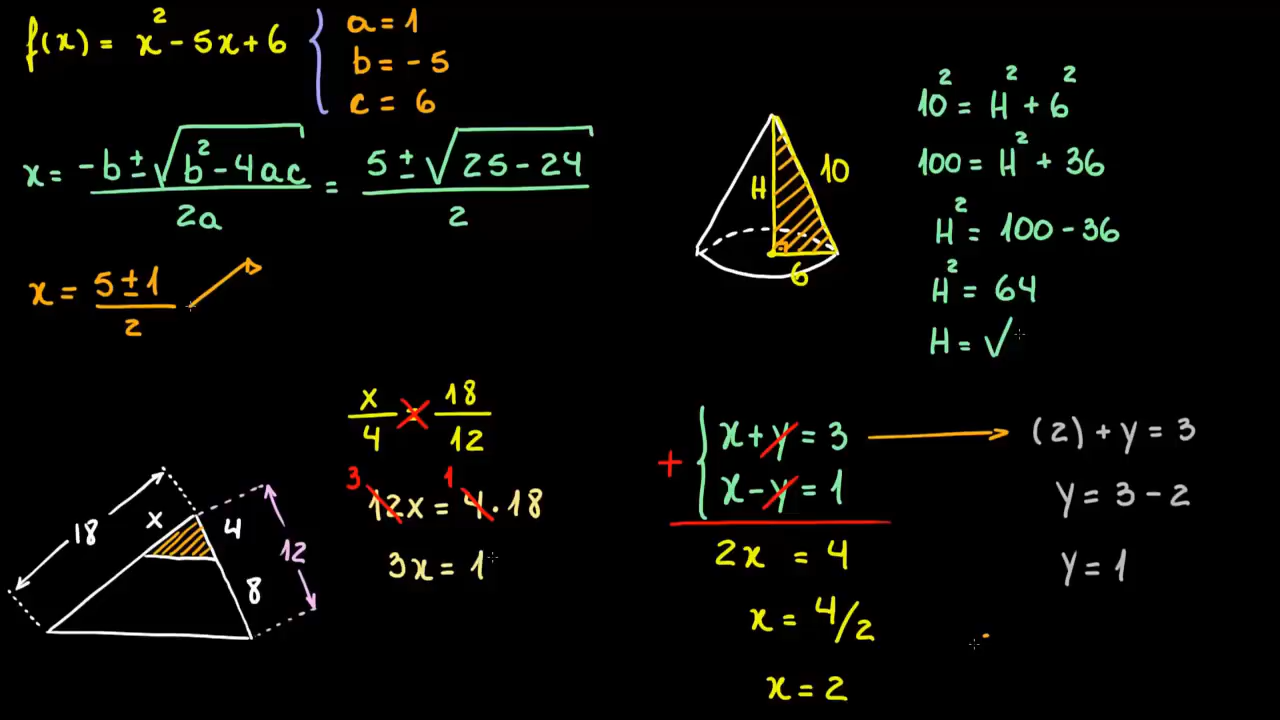 f(x) = x² - 5x + 6
a = 1
b = - 5
c = 6
x = (-b ± √(b² - 4ac))/2a = (5 ± √(25 - 24))/2
x = (5 ± 1)/2
H
10
6
10² = H² + 6²
100 = H² + 36
H² = 100 - 36
H² = 64
H = √
18
x
4
8
12
x/4 = 18/12
3 1
12x = 4 · 18
3x = 1
+
x + y = 3
x - y = 1
2x = 4
x = 4/2
x = 2
(2) + y = 3
y = 3 - 2
y = 1